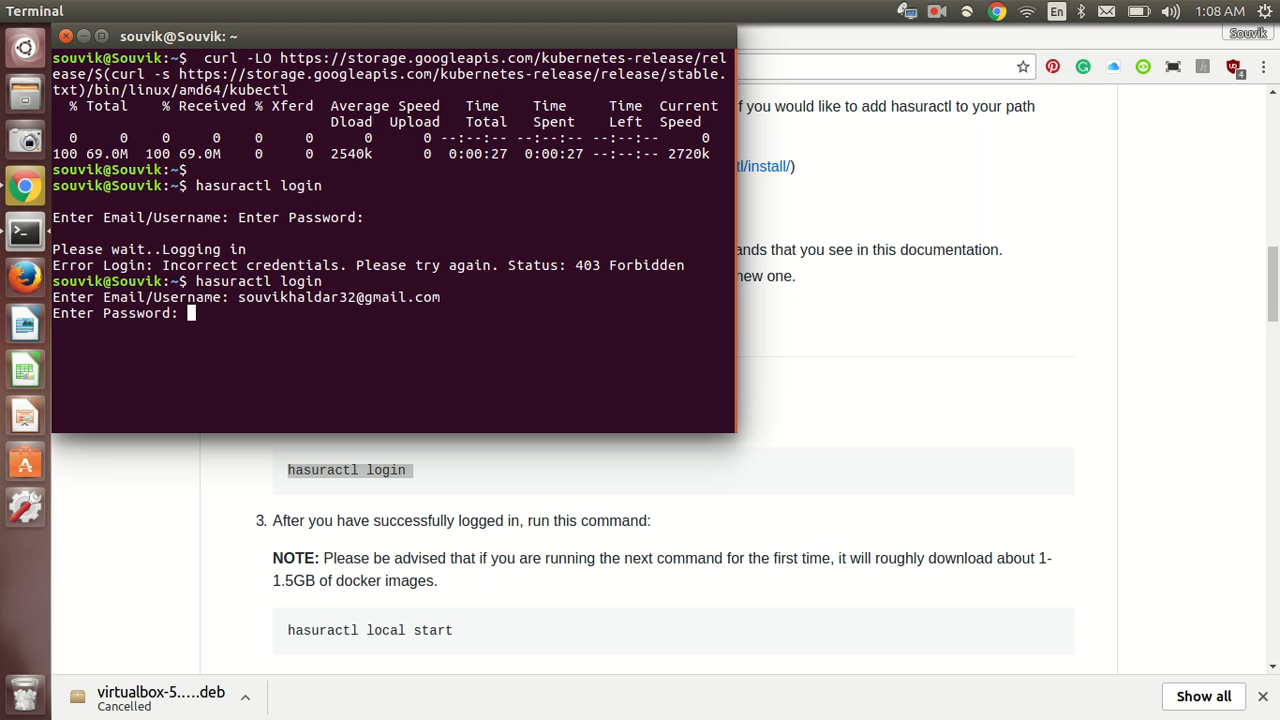 Terminal
En
1:08 AM
souvik@Souvik: ~
Souvik
souvik@Souvik:~$  curl -LO https://storage.googleapis.com/kubernetes-release/rel
ease/$(curl -s https://storage.googleapis.com/kubernetes-release/release/stable.
txt)/bin/linux/amd64/kubectl
% Total    % Received % Xferd  Average Speed   Time    Time     Time  Current
Dload  Upload   Total   Spent    Left  Speed
0     0    0     0    0     0      0      0 --:--:-- --:--:-- --:--:--     0
100 69.0M  100 69.0M    0     0  2540k      0  0:00:27  0:00:27 --:--:-- 2720k
souvik@Souvik:~$
souvik@Souvik:~$ hasuractl login
Enter Email/Username: Enter Password:
Please wait..Logging in
Error Login: Incorrect credentials. Please try again. Status: 403 Forbidden
souvik@Souvik:~$ hasuractl login
Enter Email/Username: souvikhaldar32@gmail.com
Enter Password:
4
f you would like to add hasuractl to your path
tl/install/)
ands that you see in this documentation.
new one.
hasuractl login
3. After you have successfully logged in, run this command:
NOTE: Please be advised that if you are running the next command for the first time, it will roughly download about 1-
1.5GB of docker images.
hasuractl local start
virtualbox-5.....deb
Cancelled
Show all